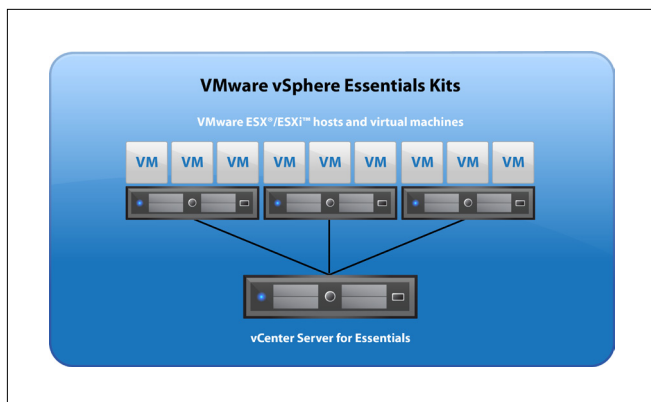 VMware vSphere Essentials Kits
VMware ESX®/ESXi™ hosts and virtual machines
VM VM VM VM VM VM VM VM VM
vCenter Server for Essentials